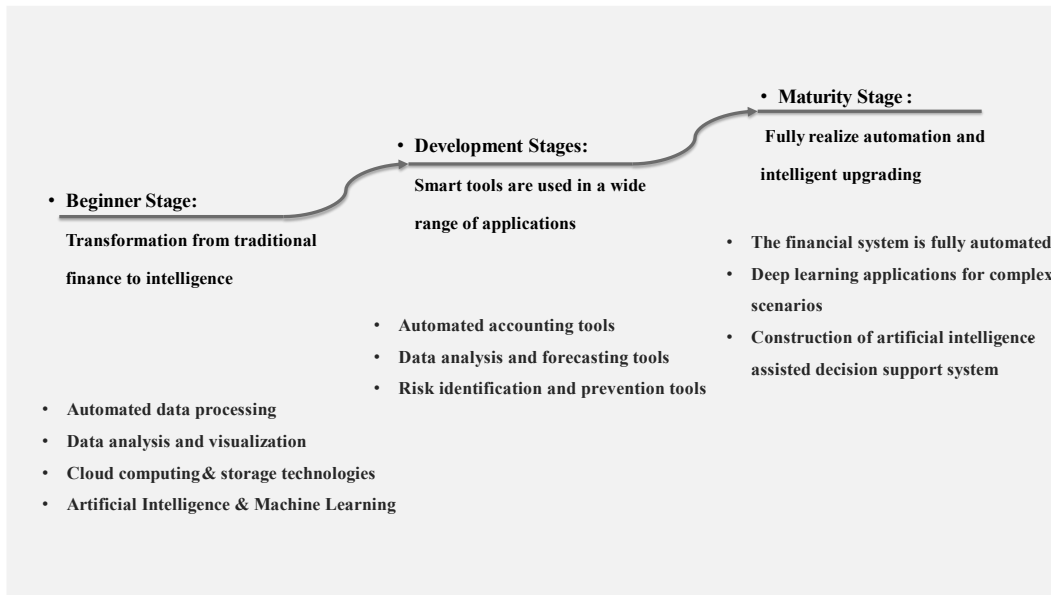 • Beginner Stage:
Transformation from traditional
finance to intelligence
• Automated data processing
• Data analysis and visualization
• Cloud computing & storage technologies
• Artificial Intelligence & Machine Learning
• Development Stages:
Smart tools are used in a wide
range of applications
• Automated accounting tools
• Data analysis and forecasting tools
• Risk identification and prevention tools
• Maturity Stage :
Fully realize automation and
intelligent upgrading
• The financial system is fully automated
• Deep learning applications for complex
scenarios
• Construction of artificial intelligence-
assisted decision support system